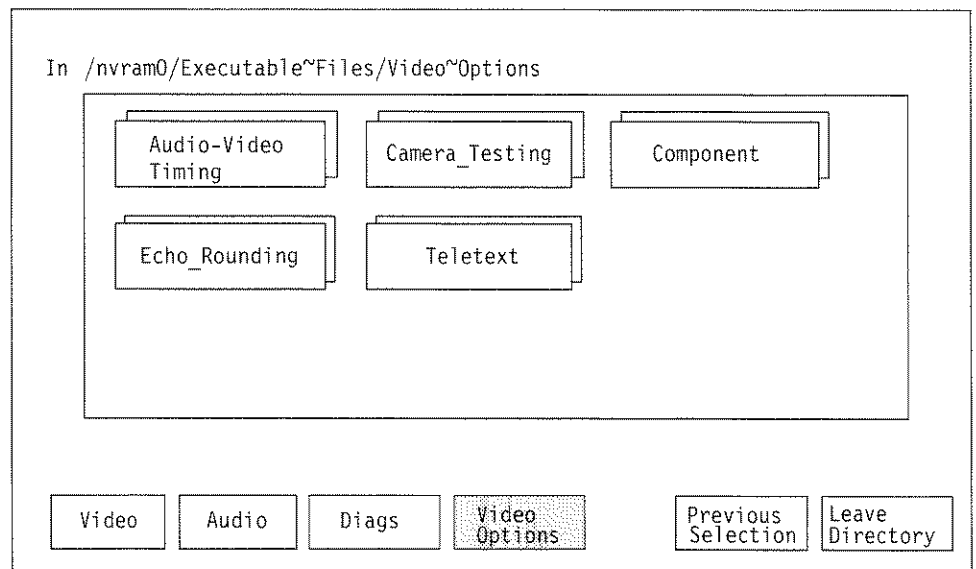 In /nvram0/Executable~Files/Video~Options
Audio-Video
Timing
Camera_Testing
Component
Echo_Rounding
Teletext
Video
Audio
Diags
Video
Options
Previous
Selection
Leave
Directory